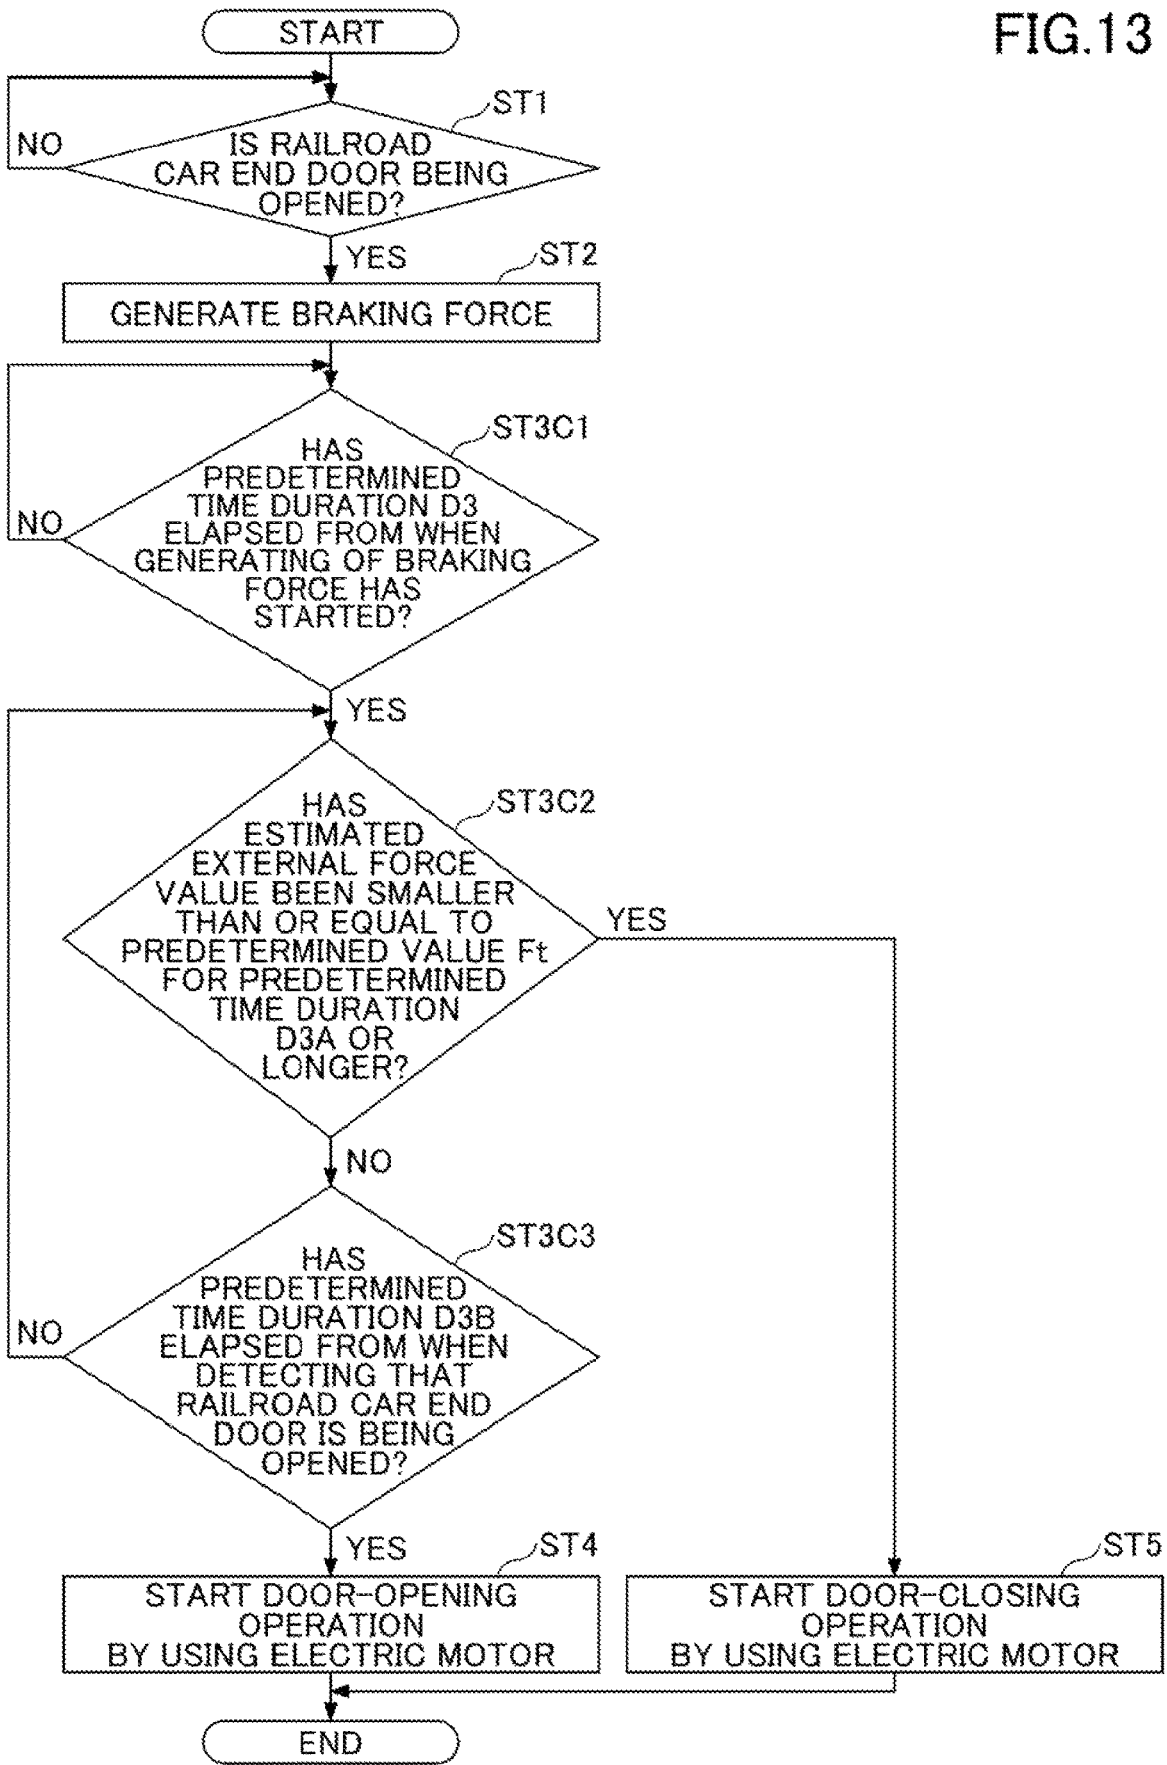 FIG.13
START
ST1
NO
IS RAILROAD
CAR END DOOR BEING
OPENED?
YES
ST2
GENERATE BRAKING FORCE
ST3C1
HAS
PREDETERMINED
TIME DURATION D3
NO
ELAPSED FROM WHEN
GENERATING OF BRAKING
FORCE HAS
STARTED?
YES
ST3C2
HAS
ESTIMATED
EXTERNAL FORCE
VALUE BEEN SMALLER
THAN OR EQUAL TO
YES
PREDETERMINED VALUE Ft
FOR PREDETERMINED
TIME DURATION
D3A OR
LONGER?
NO
ST3C3
HAS
PREDETERMINED
TIME DURATION D3B
NO
ELAPSED FROM WHEN
DETECTING THAT
RAILROAD CAR END
DOOR IS BEING
OPENED?
YES
ST4
START DOOR-OPENING
OPERATION
BY USING ELECTRIC MOTOR
ST5
START DOOR-CLOSING
OPERATION
BY USING ELECTRIC MOTOR
END